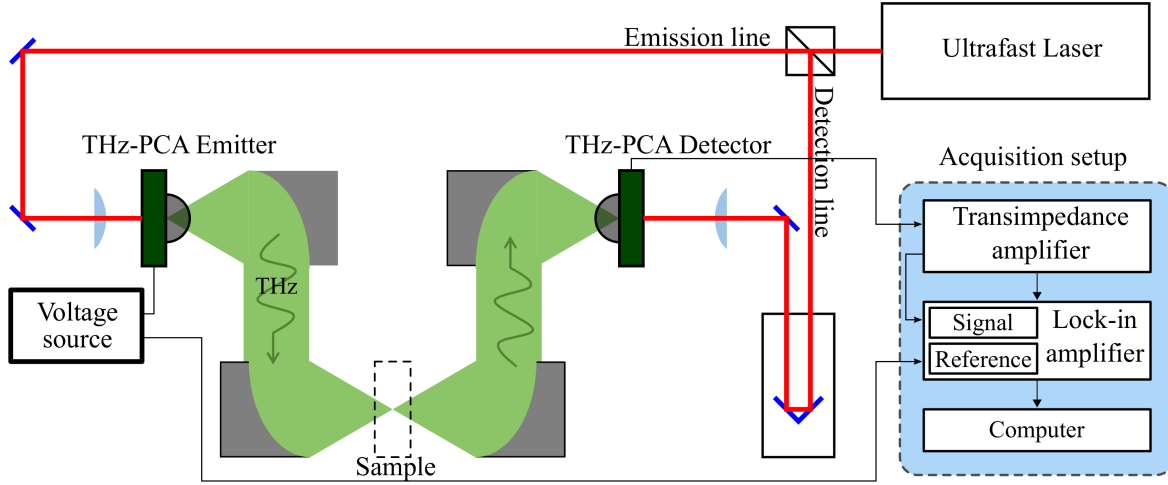 Emission line
Ultrafast Laser
Detection line
THz-PCA Emitter
THz-PCA Detector
Acquisition setup
Transimpedance
amplifier
THz
Voltage
source
Signal
Lock-in
amplifier
Reference
Computer
Sample